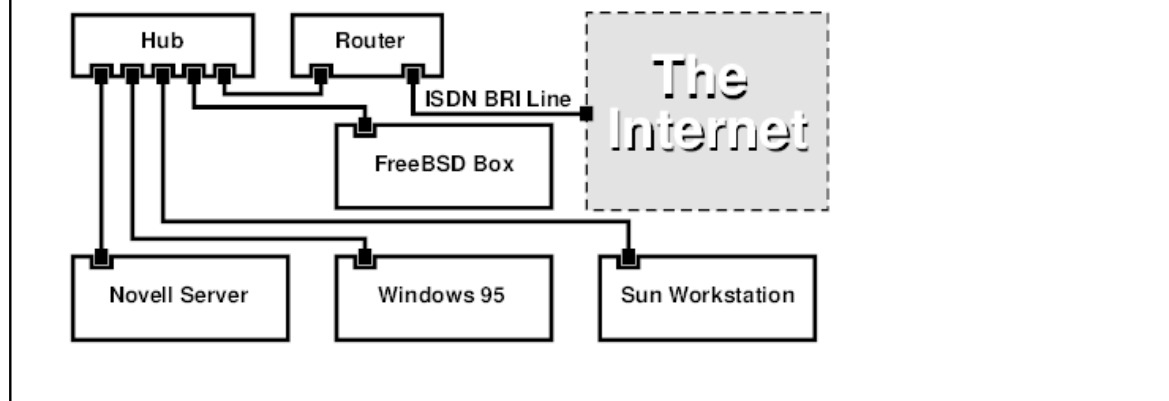 Hub
Router
The
Internet
ISDN BRI Line
FreeBSD Box
Novell Server
Windows 95
Sun Workstation